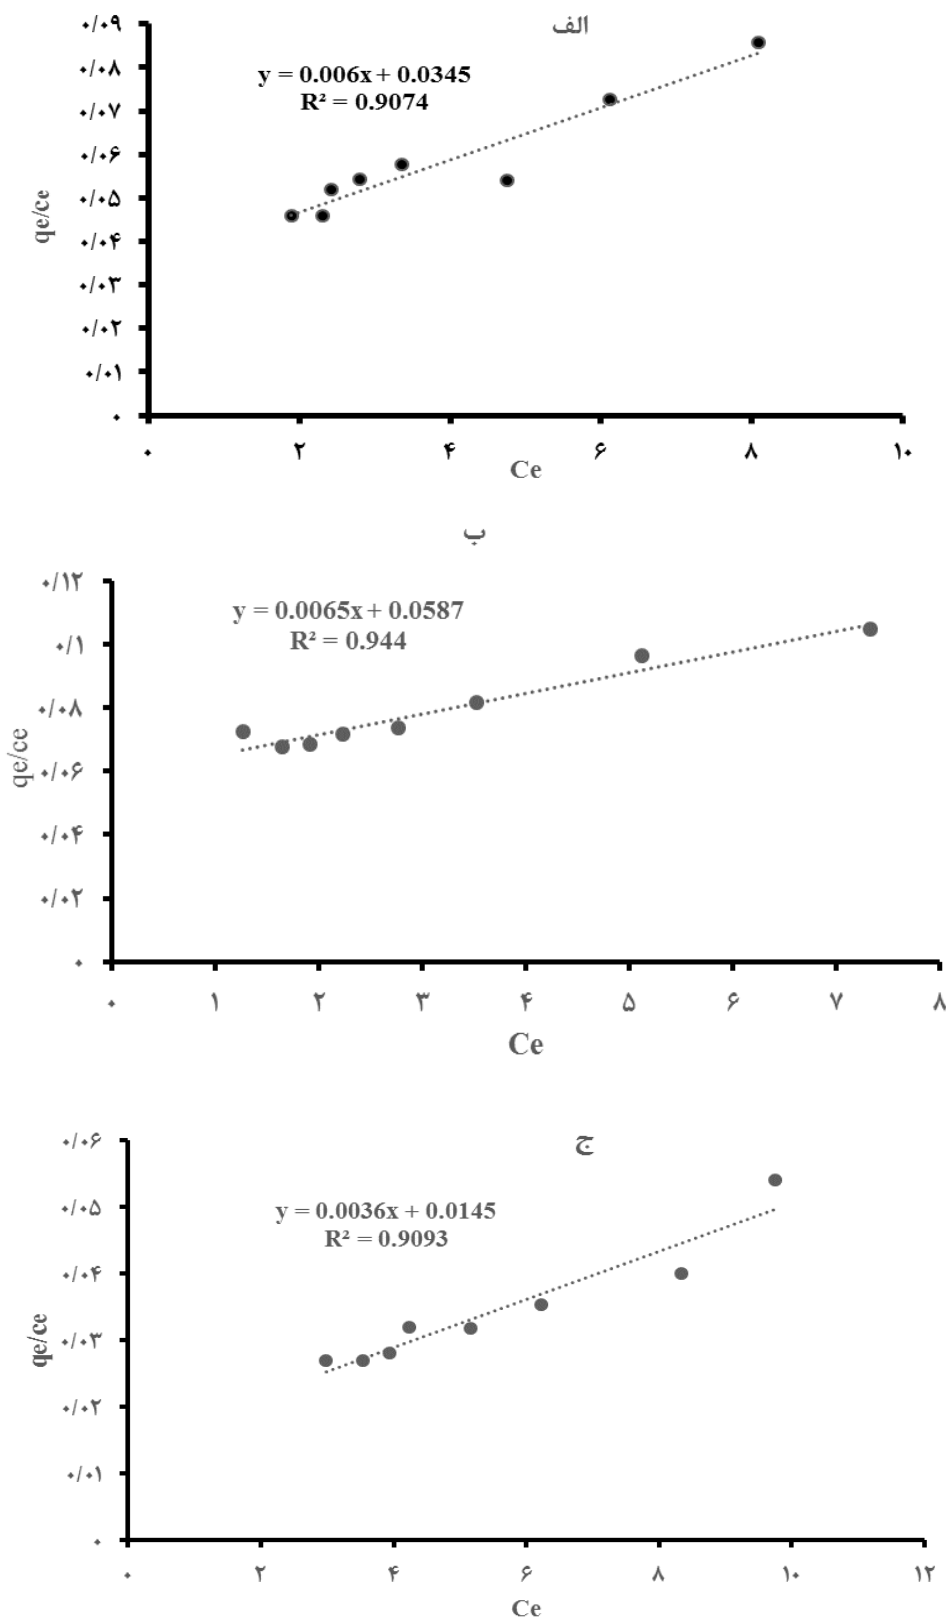 الف
y = 0.006x + 0.0345
R² = 0.9074
۰/۰۹
۰/۰۸
۰/۰۷
۰/۰۶
۰/۰۵
۰/۰۴
۰/۰۳
۰/۰۲
۰/۰۱
۰
qe/ce
۰ ۲ ۴ ۶ ۸ ۱۰
Ce
ب
y = 0.0065x + 0.0587
R² = 0.944
۰/۱۲
۰/۱
۰/۰۸
۰/۰۶
۰/۰۴
۰/۰۲
۰
qe/ce
۰ ۱ ۲ ۳ ۴ ۵ ۶ ۷ ۸
Ce
ج
y = 0.0036x + 0.0145
R² = 0.9093
۰/۰۶
۰/۰۵
۰/۰۴
۰/۰۳
۰/۰۲
۰/۰۱
۰
qe/ce
۰ ۲ ۴ ۶ ۸ ۱۰ ۱۲
Ce